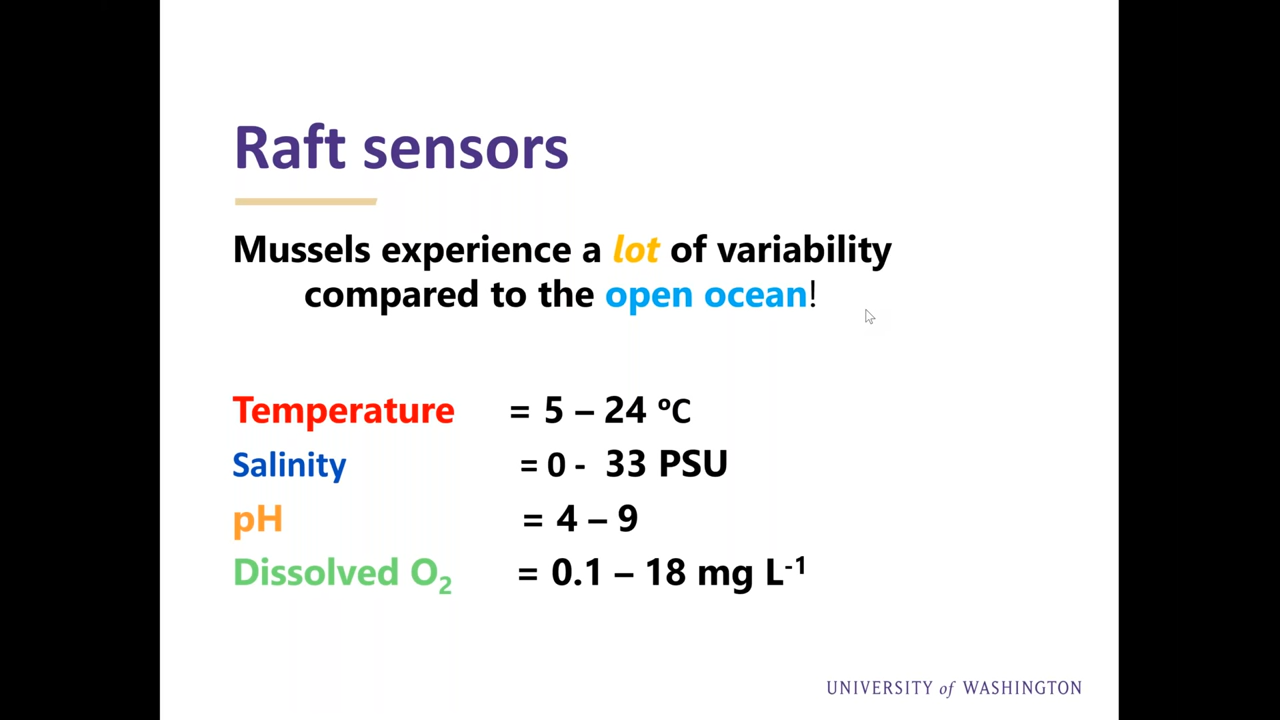 Raft sensors
Mussels experience a lot of variability
compared to the open ocean!
Temperature = 5 – 24 ºC
Salinity = 0 - 33 PSU
pH = 4 – 9
Dissolved O₂ = 0.1 – 18 mg L⁻¹
UNIVERSITY of WASHINGTON